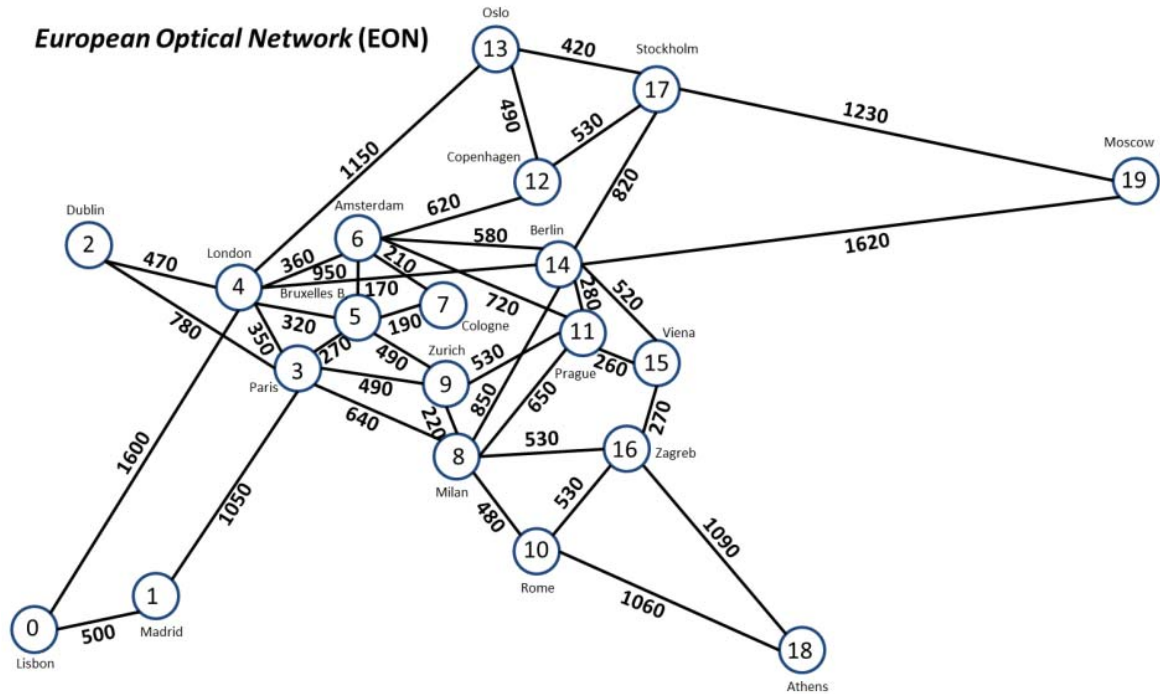 European Optical Network (EON)
Oslo
13
420
Stockholm
17
490
530
1230
Moscow
19
1150
Copenhagen
12
820
620
Amsterdam
6
580
Berlin
14
1620
Dublin
2
470
London
4
360
950
210
Bruxelles B
170
5
7
Cologne
720
280
520
780
320
190
350
270
490
Zurich
530
11
Prague
Viena
15
260
3
Paris
490
9
850
650
270
640
220
8
Milan
530
16
Zagreb
1600
1050
480
530
1090
10
Rome
1060
0
Lisbon
500
1
Madrid
18
Athens